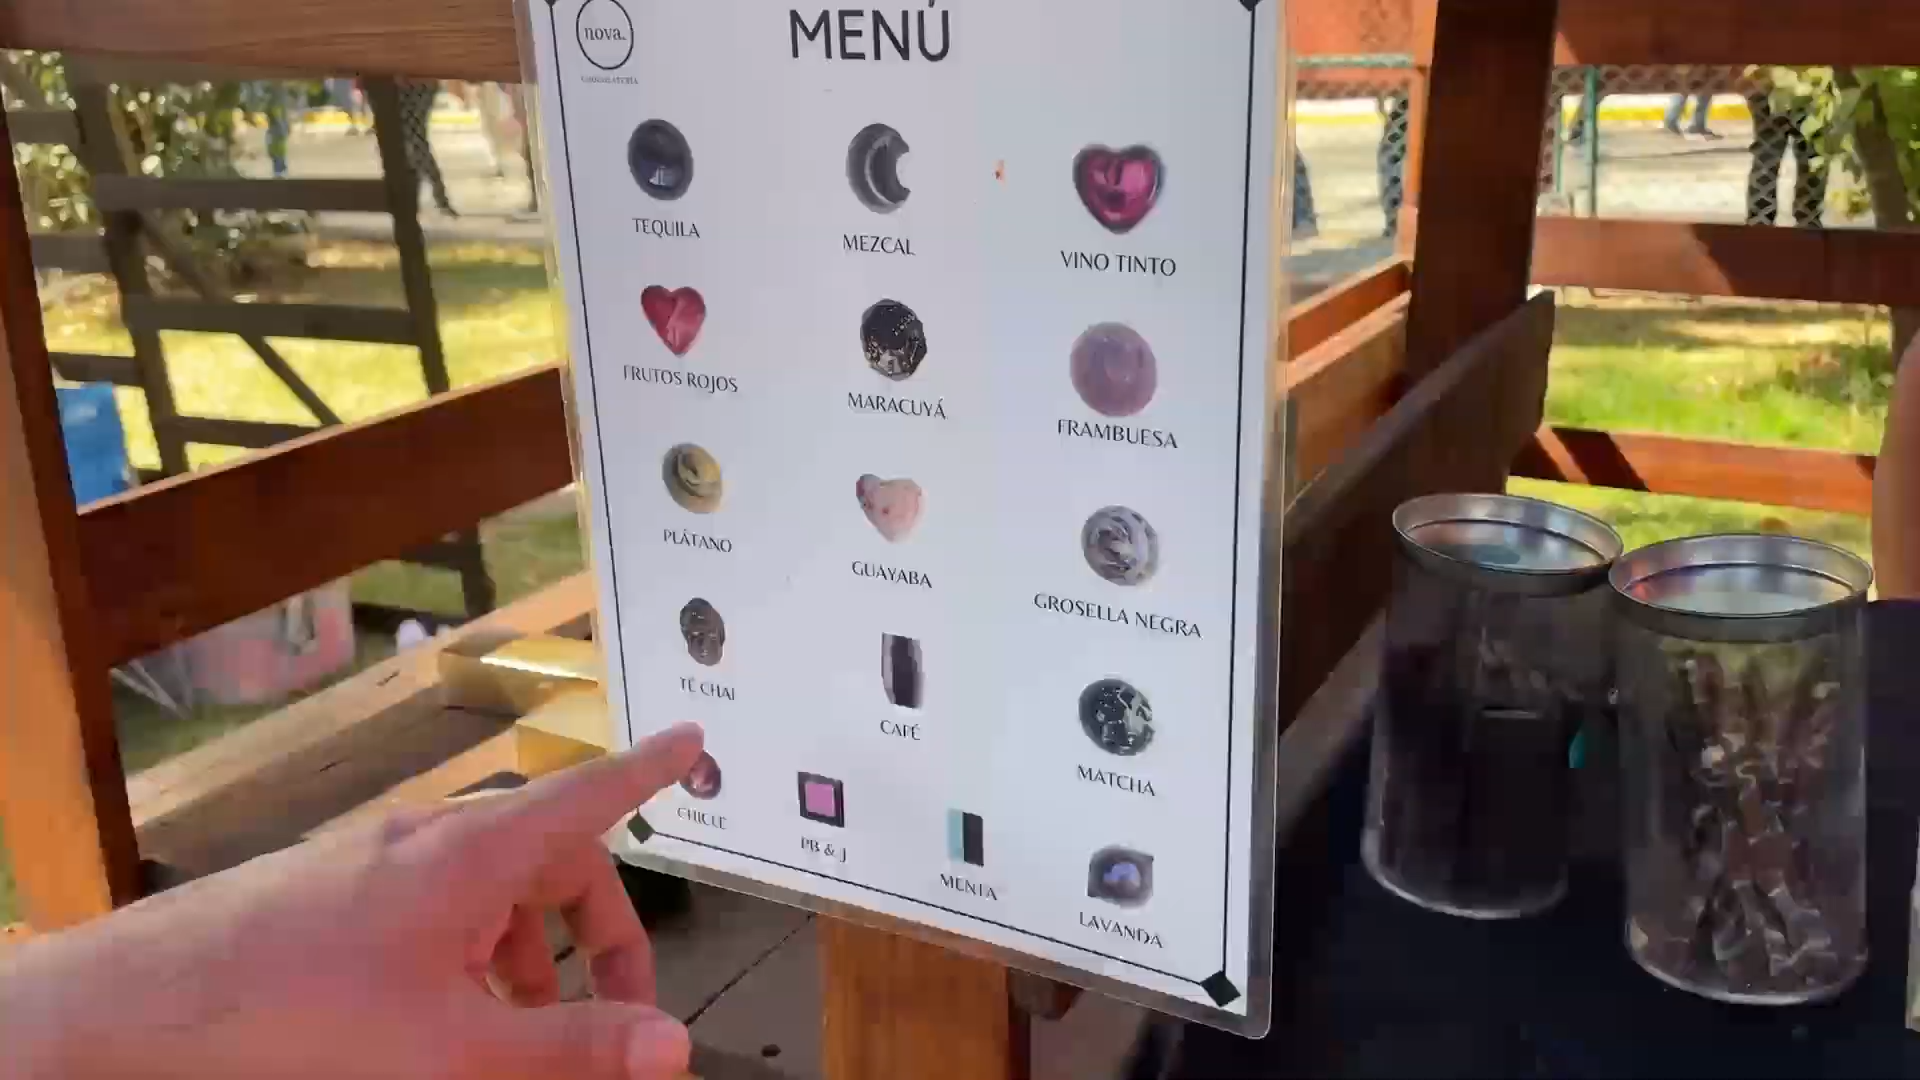 nova.
CHOCOLATERÍA
MENÚ
TEQUILA
MEZCAL
VINO TINTO
FRUTOS ROJOS
MARACUYÁ
FRAMBUESA
PLÁTANO
GUAYABA
GROSELLA NEGRA
TÉ CHAI
CAFÉ
MATCHA
CHICLE
PB & J
MENTA
LAVANDA